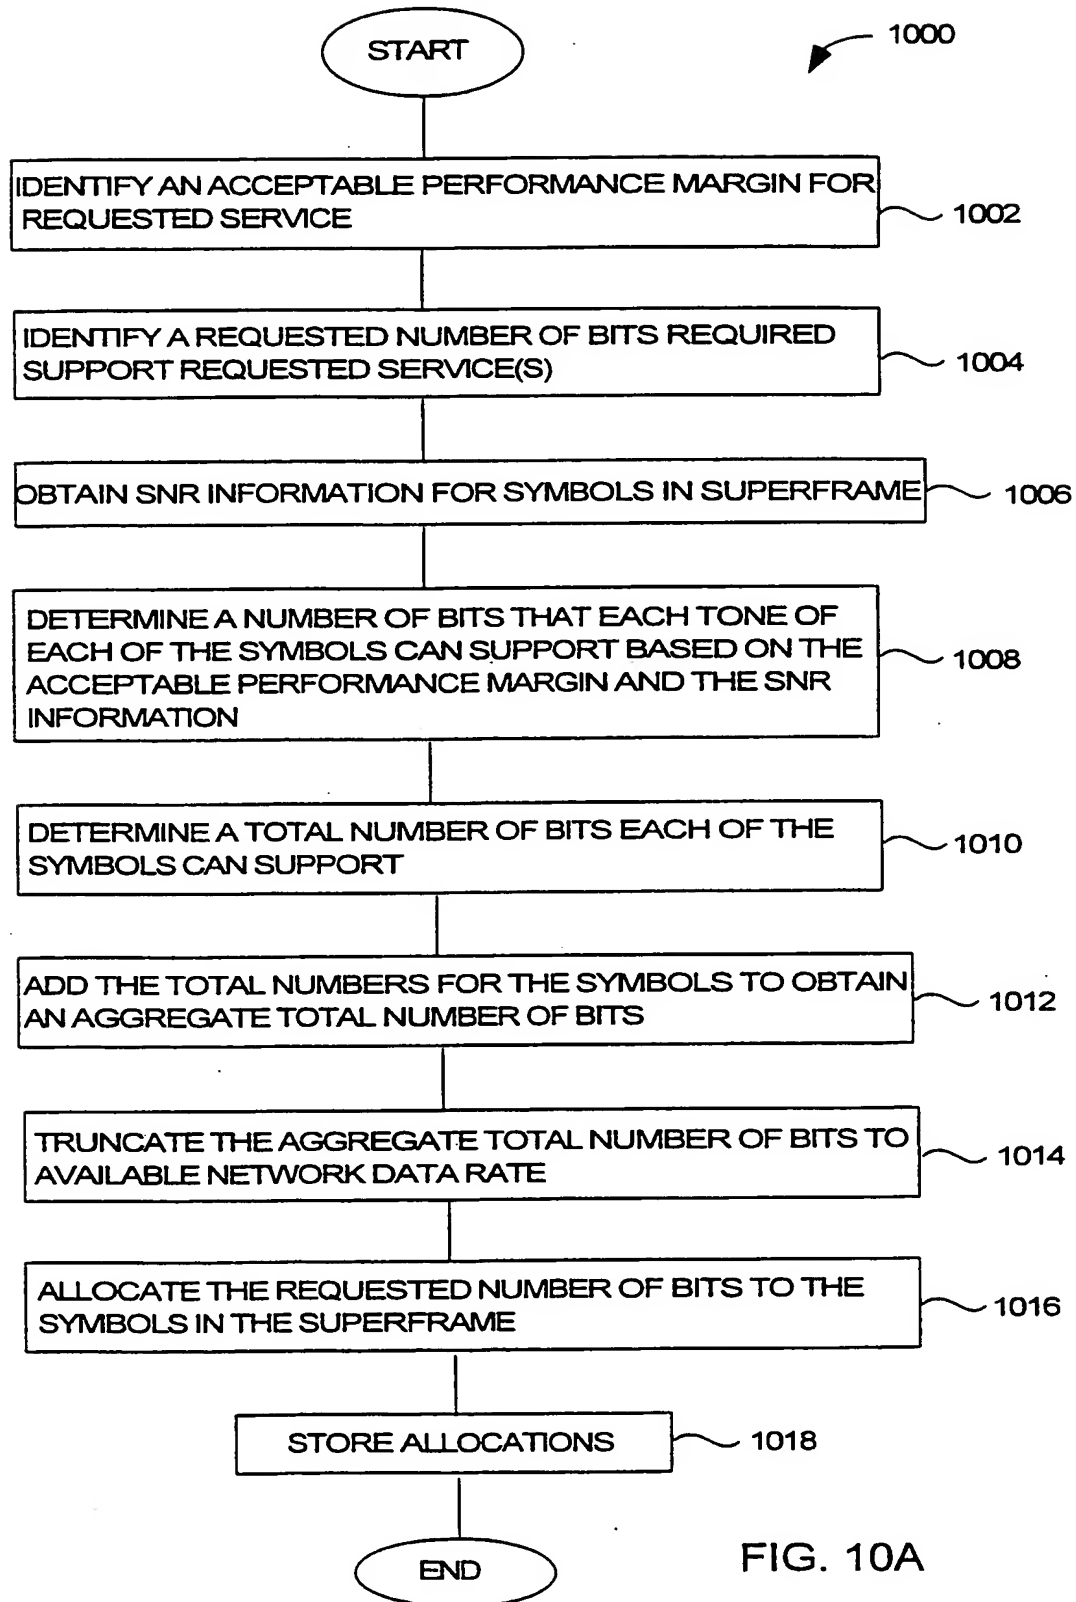 START
1000
IDENTIFY AN ACCEPTABLE PERFORMANCE MARGIN FOR
REQUESTED SERVICE
1002
IDENTIFY A REQUESTED NUMBER OF BITS REQUIRED
SUPPORT REQUESTED SERVICE(S)
1004
OBTAIN SNR INFORMATION FOR SYMBOLS IN SUPERFRAME
1006
DETERMINE A NUMBER OF BITS THAT EACH TONE OF
EACH OF THE SYMBOLS CAN SUPPORT BASED ON THE
ACCEPTABLE PERFORMANCE MARGIN AND THE SNR
INFORMATION
1008
DETERMINE A TOTAL NUMBER OF BITS EACH OF THE
SYMBOLS CAN SUPPORT
1010
ADD THE TOTAL NUMBERS FOR THE SYMBOLS TO OBTAIN
AN AGGREGATE TOTAL NUMBER OF BITS
1012
TRUNCATE THE AGGREGATE TOTAL NUMBER OF BITS TO
AVAILABLE NETWORK DATA RATE
1014
ALLOCATE THE REQUESTED NUMBER OF BITS TO THE
SYMBOLS IN THE SUPERFRAME
1016
STORE ALLOCATIONS
1018
END
FIG. 10A